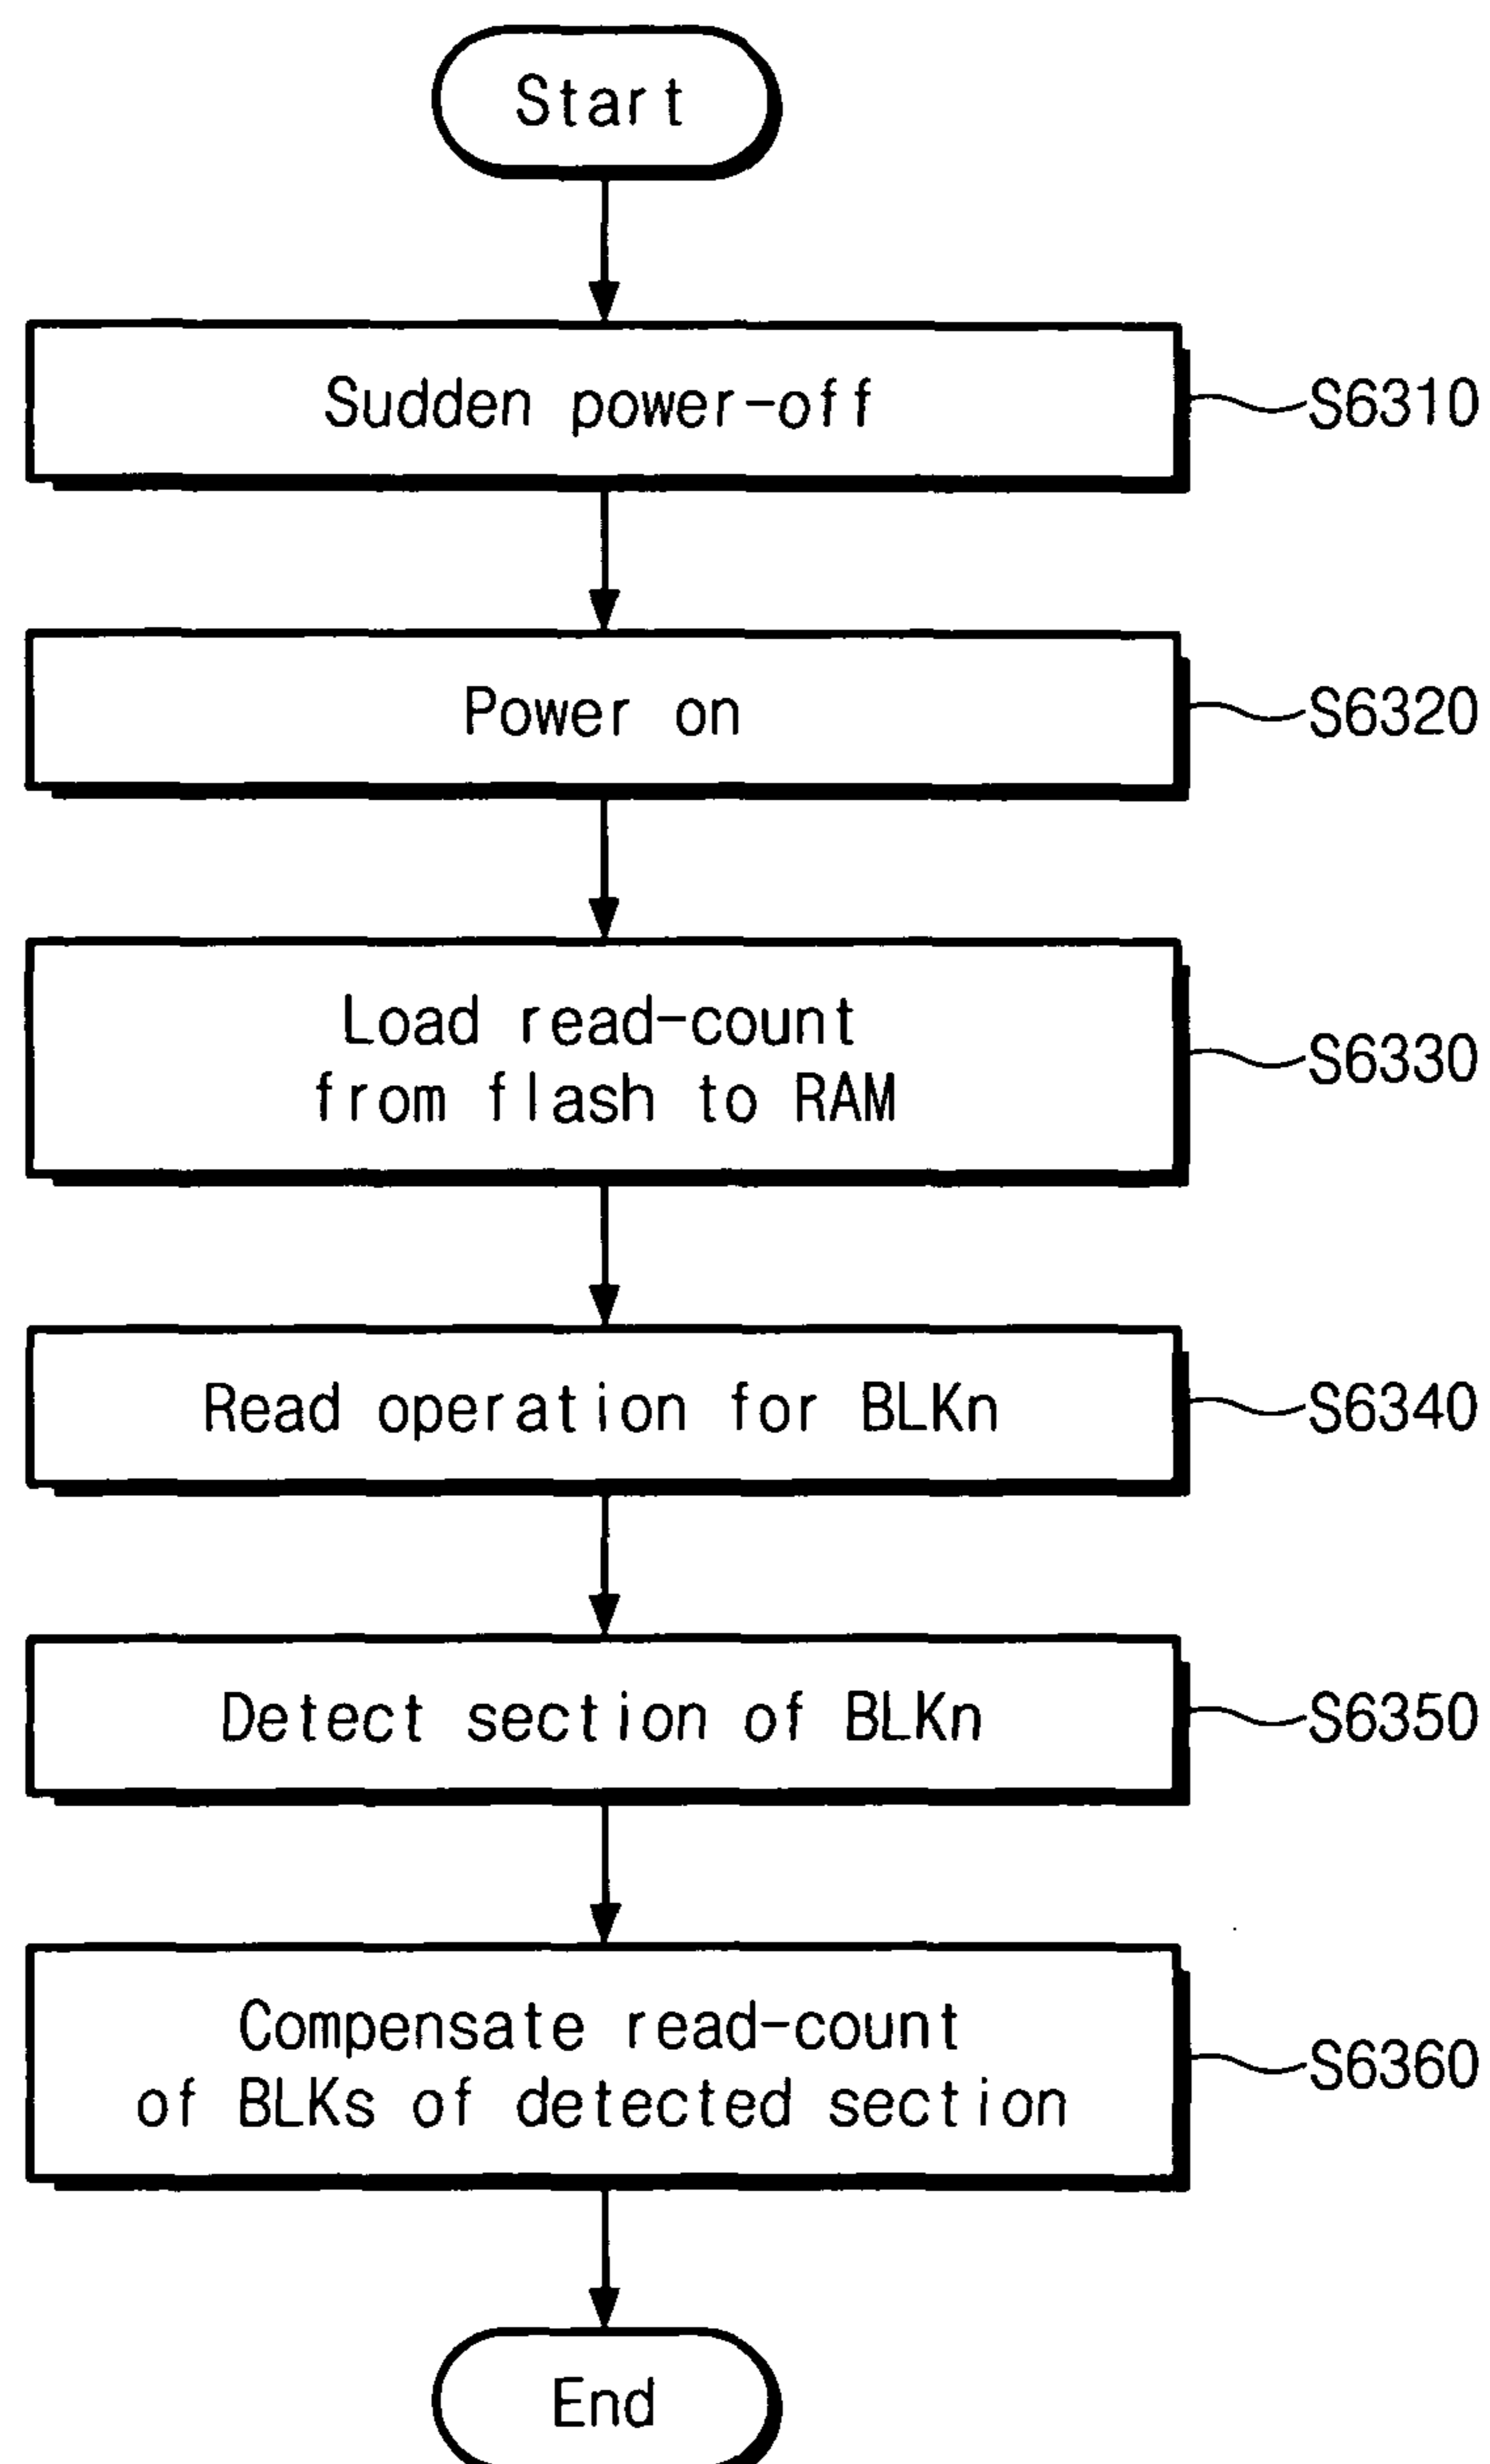 Start
Sudden power-off
S6310
Power on
S6320
Load read-count
from flash to RAM
S6330
Read operation for BLKn
S6340
Detect section of BLKn
S6350
Compensate read-count
of BLKs of detected section
S6360
End